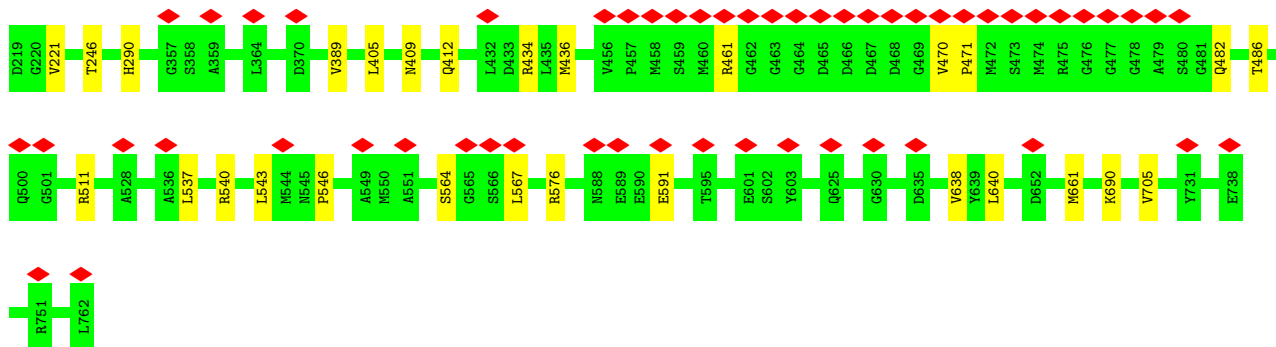 D219 G220 V221 T246 H290 G357 S358 A359 L364 D370 V389 L405 N409 Q412 L432 D433 R434 L435 M436 V456 P457 M458 S459 M460 R461 G462 G463 G464 D465 D466 D467 D468 G469 V470 P471 M472 S473 M474 R475 G476 G477 G478 A479 S480 G481 Q482 T486
Q500 G501 R511 A528 A536 L537 R540 L543 M544 N545 P546 A549 M550 A551 S564 G565 S566 L567 R576 N588 E589 E590 E591 T595 E601 S602 Y603 Q625 G630 D635 V638 Y639 L640 D652 M661 K690 V705 Y731 E738
R751 L762